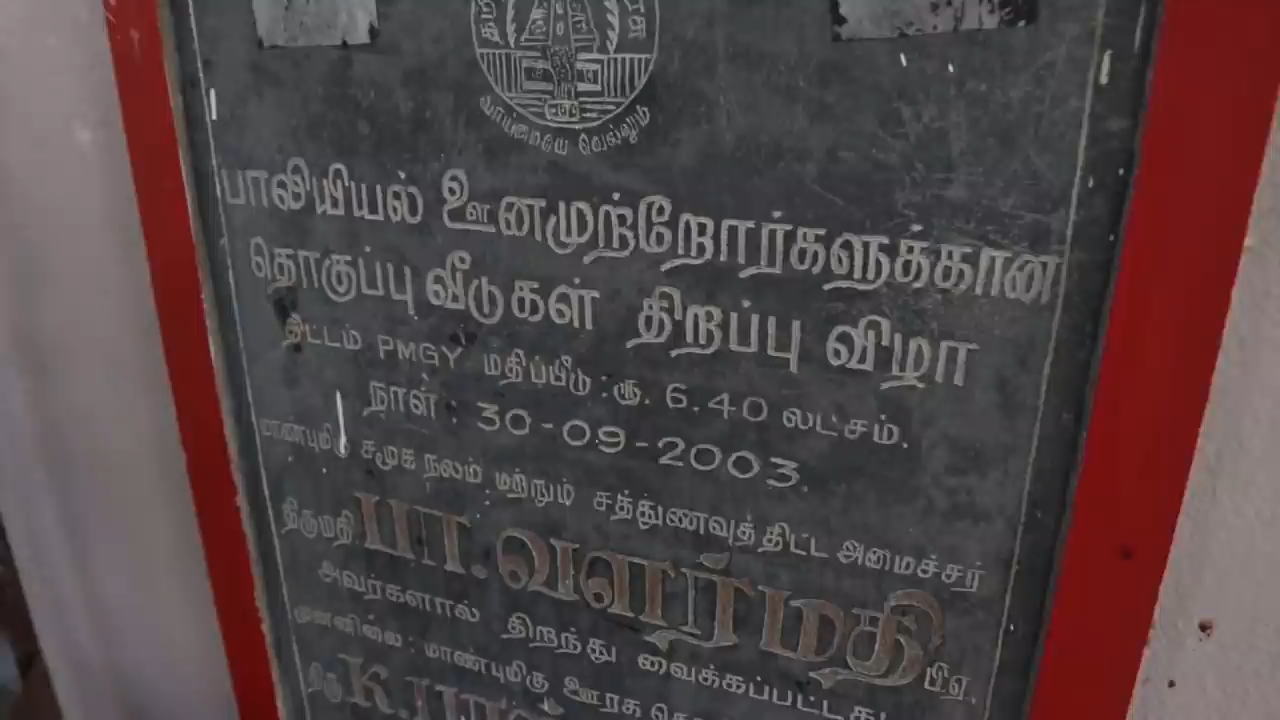 வாய்மையே வெல்லும்
பாலியியல் ஊனமுற்றோர்களுக்கான
தொகுப்பு வீடுகள் திறப்பு விழா
திட்டம் PMGY மதிப்பீடு : ரூ. 6.40 லட்சம்.
நாள் : 30-09-2003.
மாண்புமிகு சமூக நலம் மற்றும் சத்துணவுத்திட்ட அமைச்சர்
திருமதி பா. வளர்மதி பி.ஏ.
அவர்களால் திறந்து வைக்கப்பட்டது
முன்னிலை : மாண்புமிகு ஊரக
திரு K.